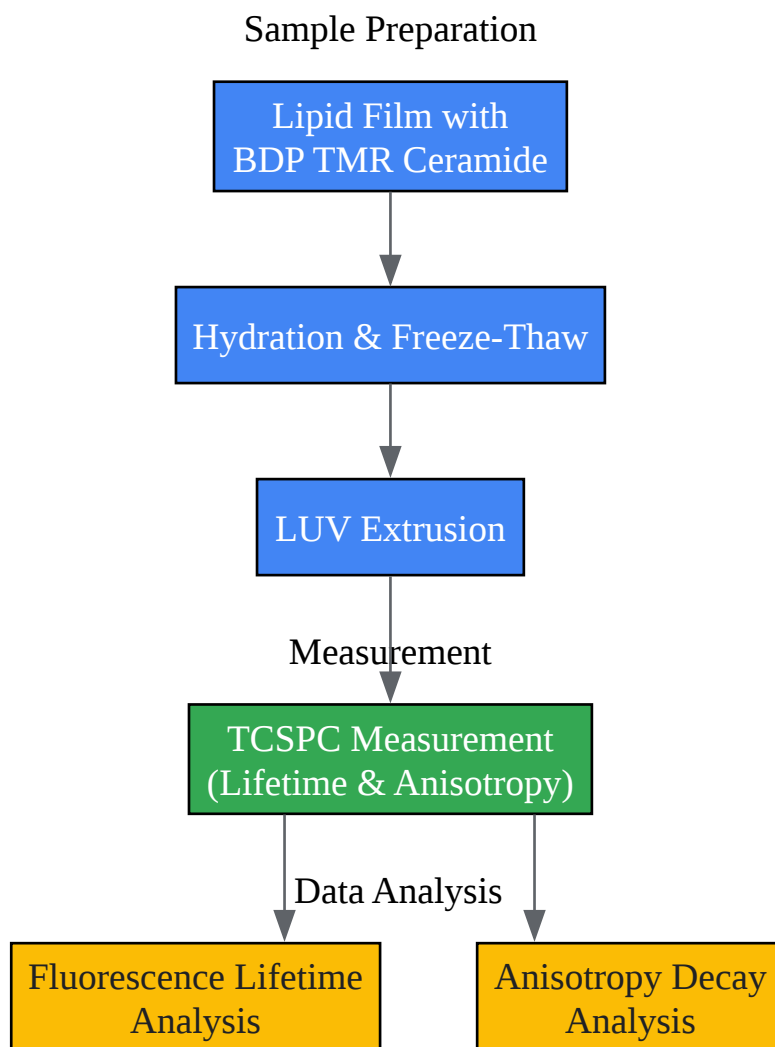 Sample Preparation
Lipid Film with
BDP TMR Ceramide
Hydration & Freeze-Thaw
LUV Extrusion
Measurement
TCSPC Measurement
(Lifetime & Anisotropy)
Data Analysis
Fluorescence Lifetime
Analysis
Anisotropy Decay
Analysis